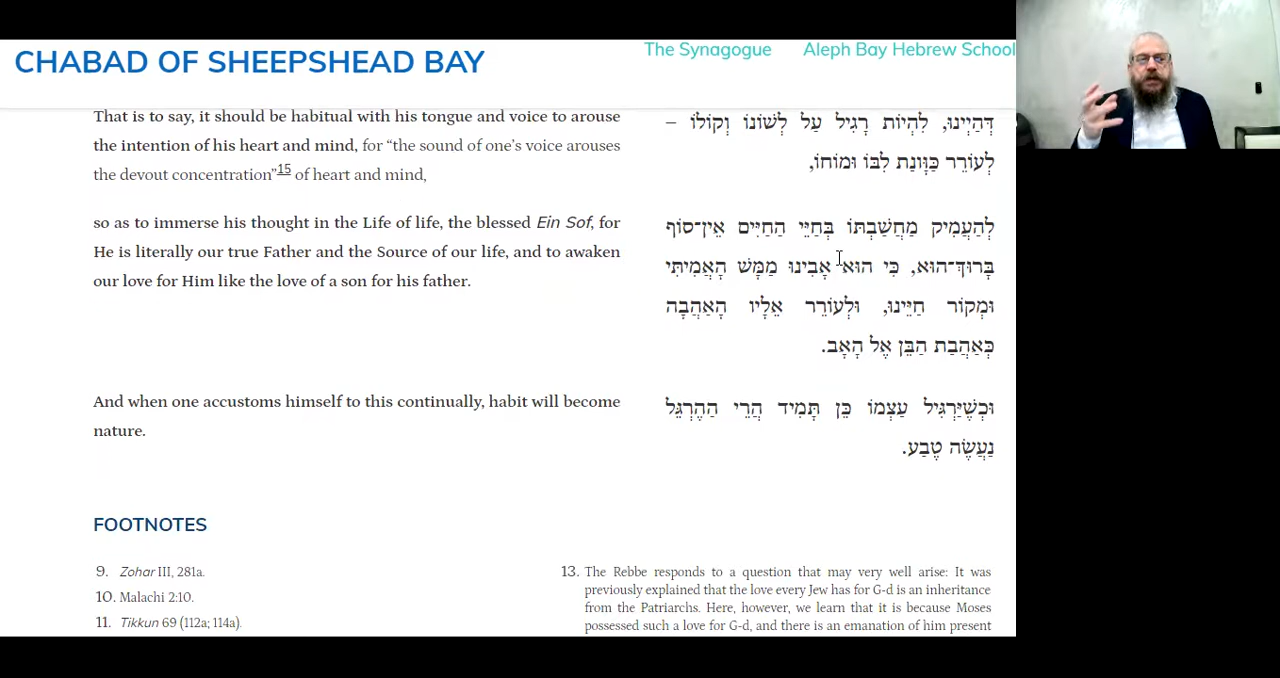 CHABAD OF SHEEPSHEAD BAY
The Synagogue Aleph Bay Hebrew School
That is to say, it should be habitual with his tongue and voice to arouse
the intention of his heart and mind, for “the sound of one’s voice arouses
the devout concentration”15 of heart and mind,
דְּהַיְינוּ, לִהְיוֹת רָגִיל עַל לְשׁוֹנוֹ וְקוֹלוֹ –
לְעוֹרֵר כַּוָּונַת לִבּוֹ וּמוֹחוֹ,
so as to immerse his thought in the Life of life, the blessed Ein Sof, for
He is literally our true Father and the Source of our life, and to awaken
our love for Him like the love of a son for his father.
לְהַעֲמִיק מַחֲשַׁבְתּוֹ בְּחַיֵּי הַחַיִּים אֵין־סוֹף
בָּרוּךְ־הוּא, כִּי הוּא אָבִינוּ מַמָּשׁ הָאֲמִיתִּי
וּמְקוֹר חַיֵּינוּ, וּלְעוֹרֵר אֵלָיו הָאַהֲבָה
כְּאַהֲבַת הַבֵּן אֶל הָאָב.
And when one accustoms himself to this continually, habit will become
nature.
וּכְשֶׁיַּרְגִּיל עַצְמוֹ כֵּן תָּמִיד הֲרֵי הַהֶרְגֵּל
נַעֲשֶׂה טֶבַע.
FOOTNOTES
9. Zohar III, 281a.
10. Malachi 2:10.
11. Tikkun 69 (112a; 114a).
13. The Rebbe responds to a question that may very well arise: It was
previously explained that the love every Jew has for G-d is an inheritance
from the Patriarchs. Here, however, we learn that it is because Moses
possessed such a love for G-d, and there is an emanation of him present